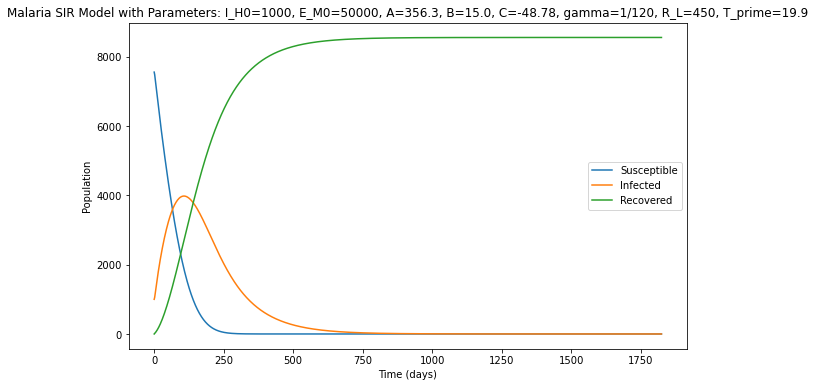 Malaria SIR Model with Parameters: I_H0=1000, E_M0=50000, A=356.3, B=15.0, C=-48.78, gamma=1/120, R_L=450, T_prime=19.9
8000
6000
4000
2000
0
Population
Susceptible
Infected
Recovered
0 250 500 750 1000 1250 1500 1750
Time (days)